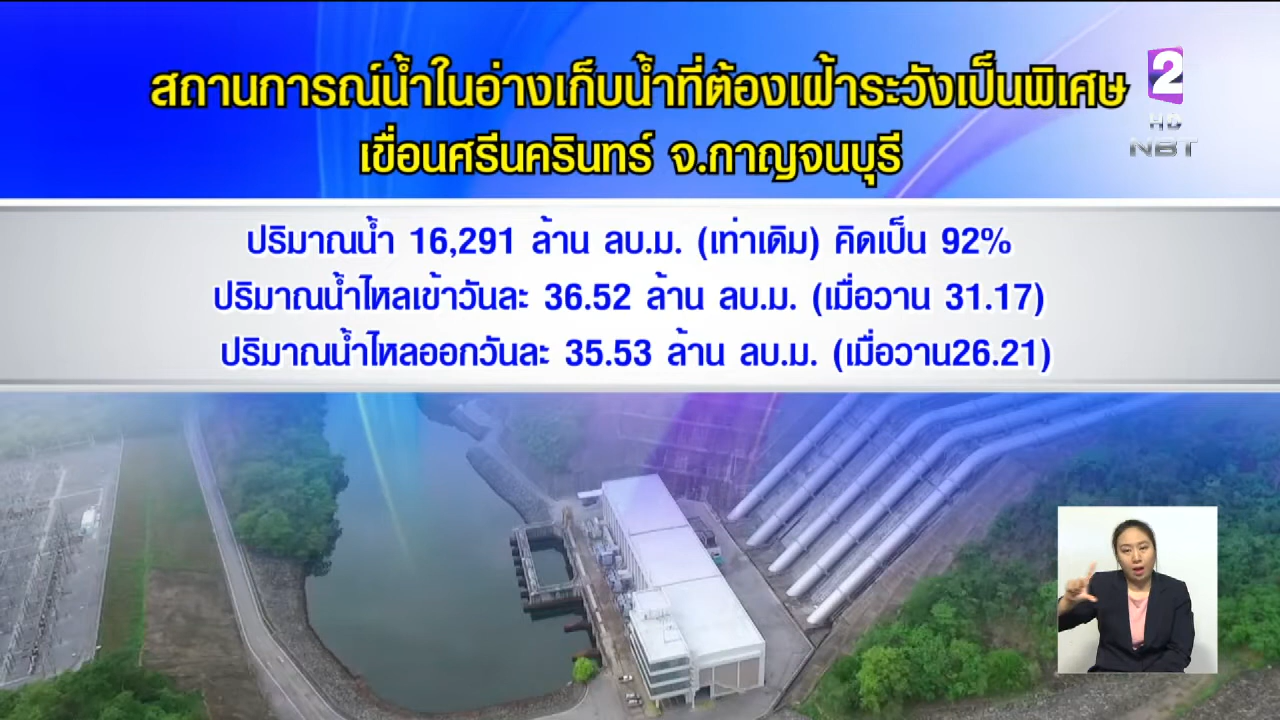 สถานการณ์น้ำในอ่างเก็บน้ำที่ต้องเฝ้าระวังเป็นพิเศษ
เขื่อนศรีนครินทร์ จ.กาญจนบุรี
2
HD
NBT
ปริมาณน้ำ 16,291 ล้าน ลบ.ม. (เท่าเดิม) คิดเป็น 92%
ปริมาณน้ำไหลเข้าวันละ 36.52 ล้าน ลบ.ม. (เมื่อวาน 31.17)
ปริมาณน้ำไหลออกวันละ 35.53 ล้าน ลบ.ม. (เมื่อวาน26.21)